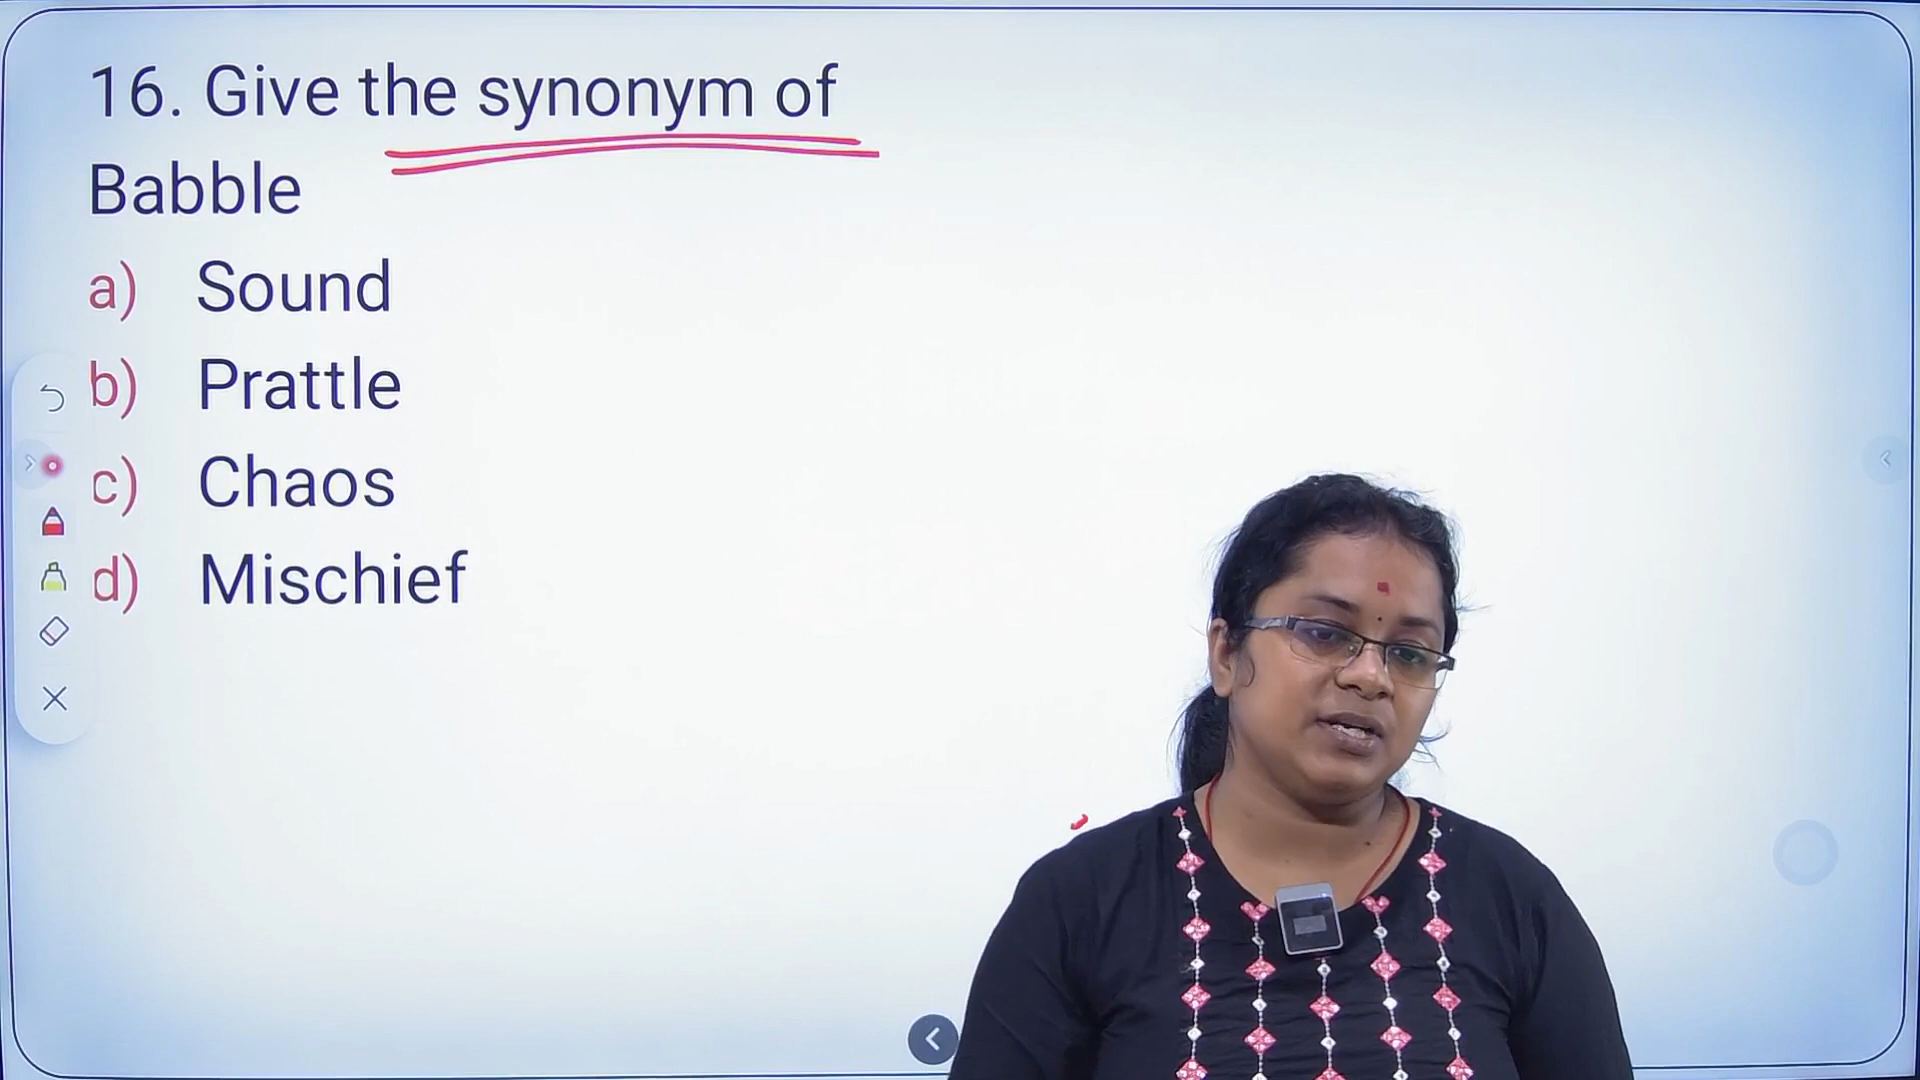 16. Give the synonym of
Babble
a) Sound
b) Prattle
c) Chaos
d) Mischief